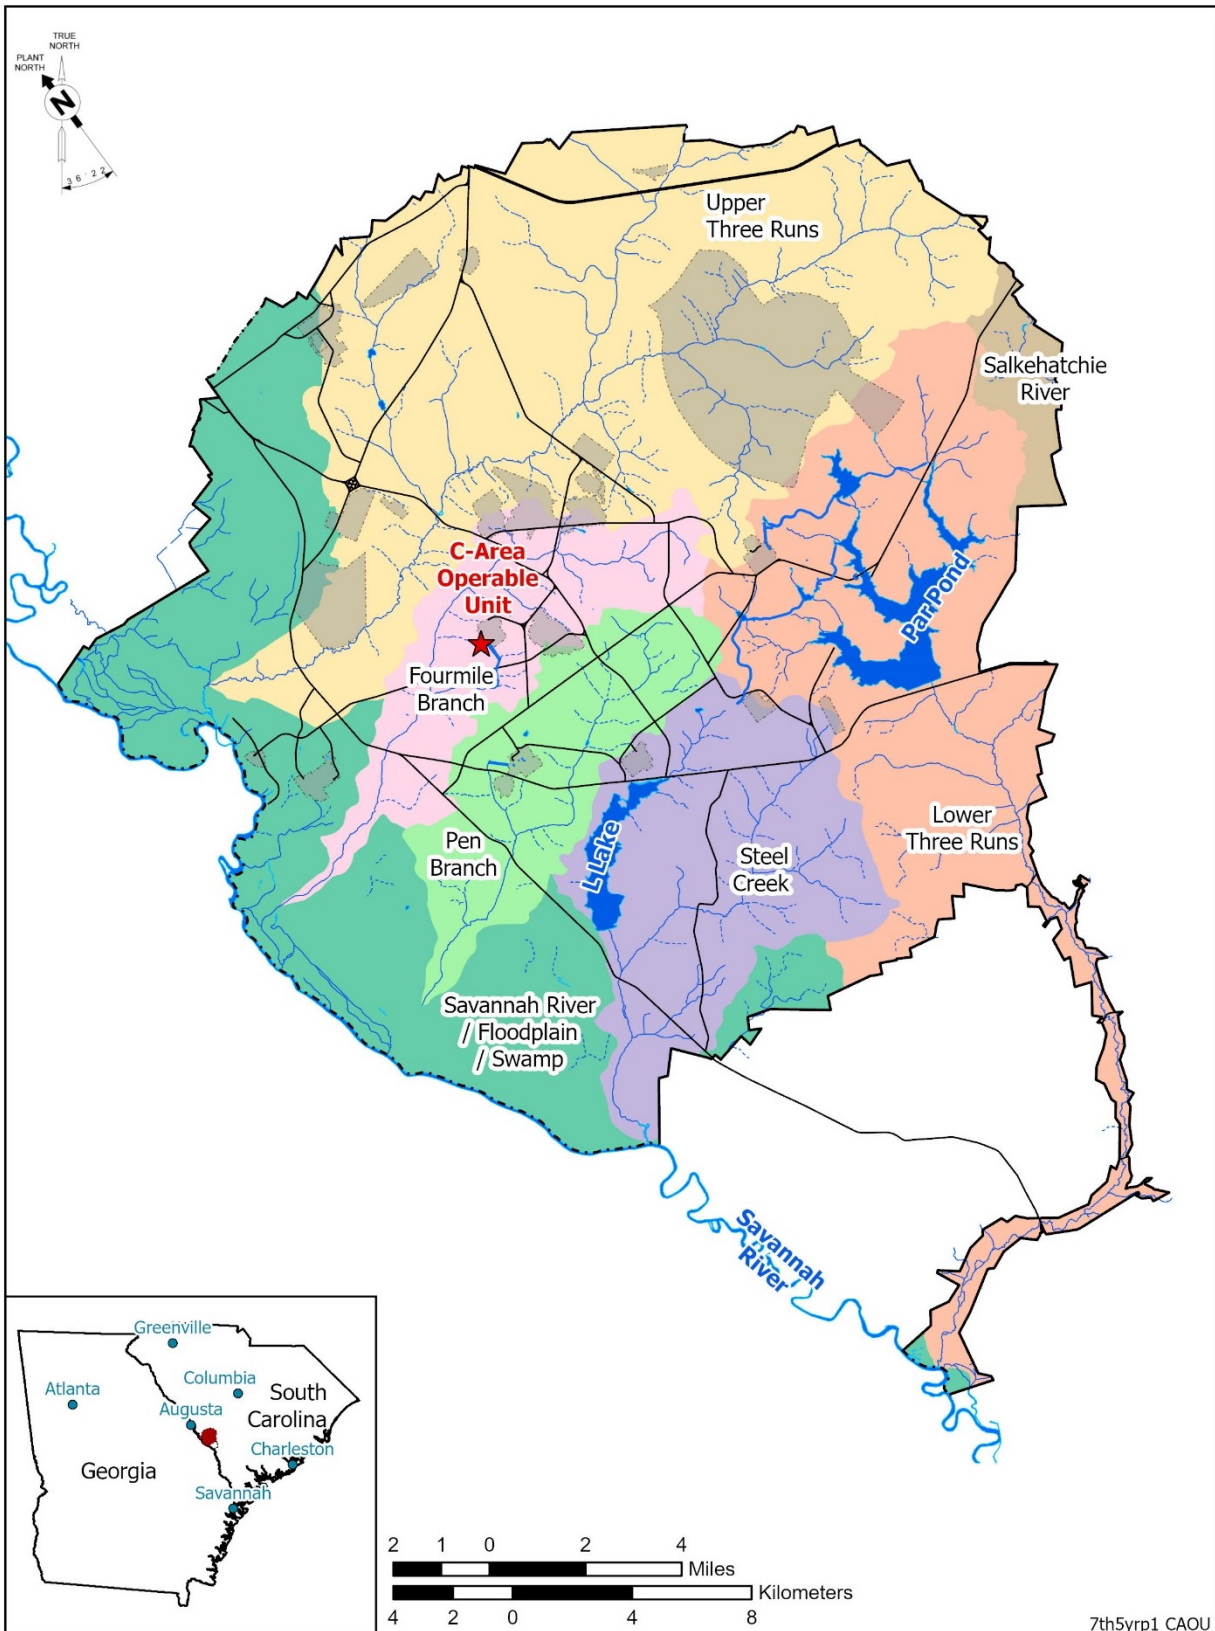 TRUE
NORTH
PLANT
NORTH
N
36.22
Upper
Three Runs
Salkehatchie
River
C-Area
Operable
Unit
Par Pond
Fourmile
Branch
Lower
Three Runs
Pen
Branch
L Lake
Steel
Creek
Savannah River
/ Floodplain
/ Swamp
Savannah
River
Greenville
Columbia
Atlanta
South
Carolina
Augusta
Charleston
Georgia
Savannah
2 1 0 2 4
Miles
Kilometers
4 2 0 4 8
7th5yrp1 CAOU